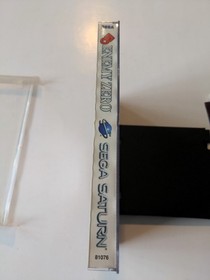 ENEMY ZERO
SEGA SATURN
81076